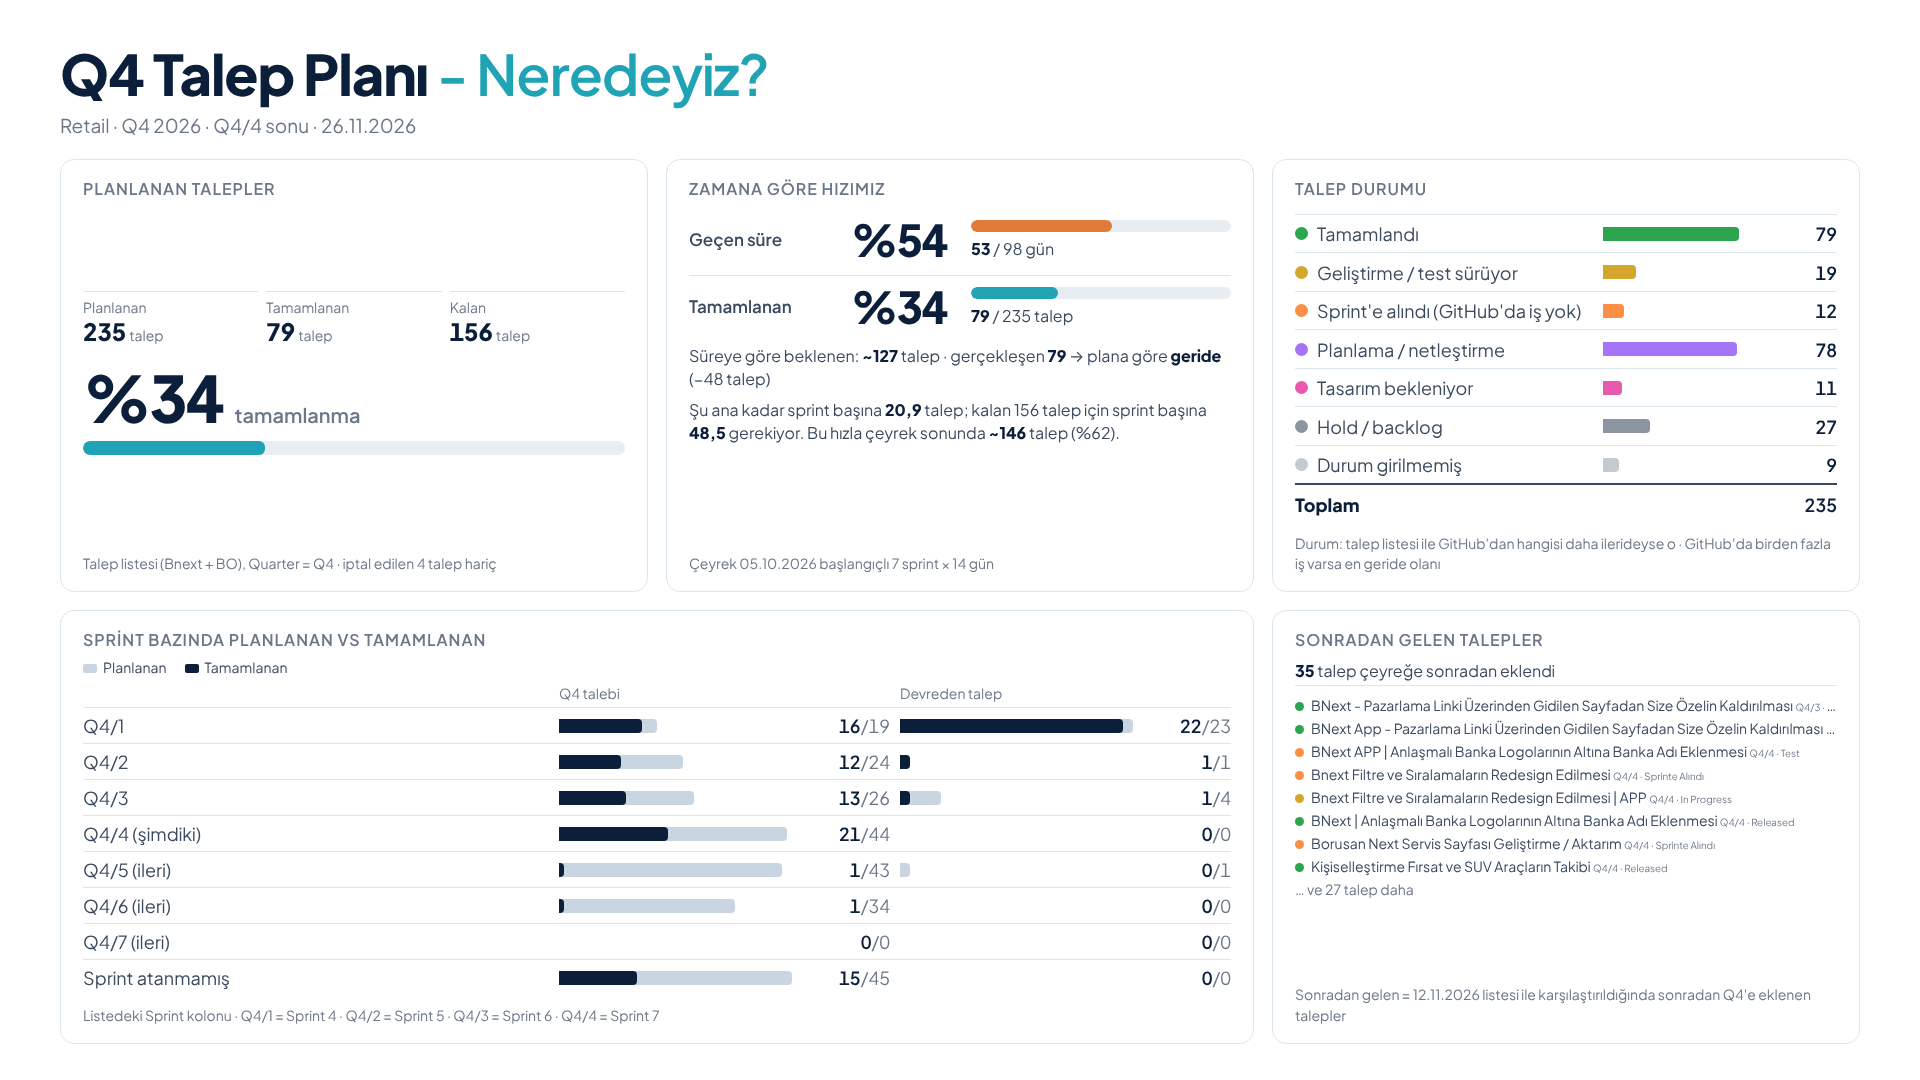 Q4 Talep Planı - Neredeyiz?
Retail · Q4 2026 · Q4/4 sonu · 26.11.2026
PLANLANAN TALEPLER
Planlanan
235 talep
Tamamlanan
79 talep
Kalan
156 talep
%34 tamamlanma
Talep listesi (Bnext + BO), Quarter = Q4 · iptal edilen 4 talep hariç
ZAMANA GÖRE HIZIMIZ
Geçen süre
%54
53 / 98 gün
Tamamlanan
%34
79 / 235 talep
Süreye göre beklenen: ~127 talep · gerçekleşen 79 → plana göre geride
(−48 talep)
Şu ana kadar sprint başına 20,9 talep; kalan 156 talep için sprint başına
48,5 gerekiyor. Bu hızla çeyrek sonunda ~146 talep (%62).
Çeyrek 05.10.2026 başlangıçlı 7 sprint × 14 gün
TALEP DURUMU
Tamamlandı 79
Geliştirme / test sürüyor 19
Sprint'e alındı (GitHub'da iş yok) 12
Planlama / netleştirme 78
Tasarım bekleniyor 11
Hold / backlog 27
Durum girilmemiş 9
Toplam 235
Durum: talep listesi ile GitHub'dan hangisi daha ilerideyse o · GitHub'da birden fazla
iş varsa en geride olanı
SPRİNT BAZINDA PLANLANAN VS TAMAMLANAN
Planlanan Tamamlanan
Q4 talebi Devreden talep
Q4/1 16/19 22/23
Q4/2 12/24 1/1
Q4/3 13/26 1/4
Q4/4 (şimdiki) 21/44 0/0
Q4/5 (ileri) 1/43 0/1
Q4/6 (ileri) 1/34 0/0
Q4/7 (ileri) 0/0 0/0
Sprint atanmamış 15/45 0/0
Listedeki Sprint kolonu · Q4/1 = Sprint 4 · Q4/2 = Sprint 5 · Q4/3 = Sprint 6 · Q4/4 = Sprint 7
SONRADAN GELEN TALEPLER
35 talep çeyreğe sonradan eklendi
BNext - Pazarlama Linki Üzerinden Gidilen Sayfadan Size Özelin Kaldırılması Q4/3 · …
BNext App - Pazarlama Linki Üzerinden Gidilen Sayfadan Size Özelin Kaldırılması …
BNext APP | Anlaşmalı Banka Logolarının Altına Banka Adı Eklenmesi Q4/4 · Test
Bnext Filtre ve Sıralamaların Redesign Edilmesi Q4/4 · Sprinte Alındı
Bnext Filtre ve Sıralamaların Redesign Edilmesi | APP Q4/4 · In Progress
BNext | Anlaşmalı Banka Logolarının Altına Banka Adı Eklenmesi Q4/4 · Released
Borusan Next Servis Sayfası Geliştirme / Aktarım Q4/4 · Sprinte Alındı
Kişiselleştirme Fırsat ve SUV Araçların Takibi Q4/4 · Released
… ve 27 talep daha
Sonradan gelen = 12.11.2026 listesi ile karşılaştırıldığında sonradan Q4'e eklenen
talepler